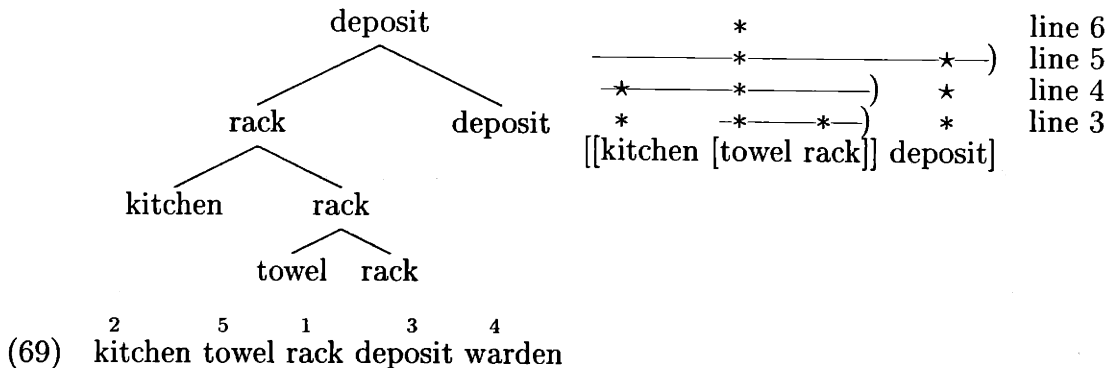 deposit
rack deposit
kitchen rack
towel rack
* line 6
* ⋆ ) line 5
⋆ * ) ⋆ line 4
* * * ) * line 3
[[kitchen [towel rack]] deposit]
2 5 1 3 4
(69) kitchen towel rack deposit warden